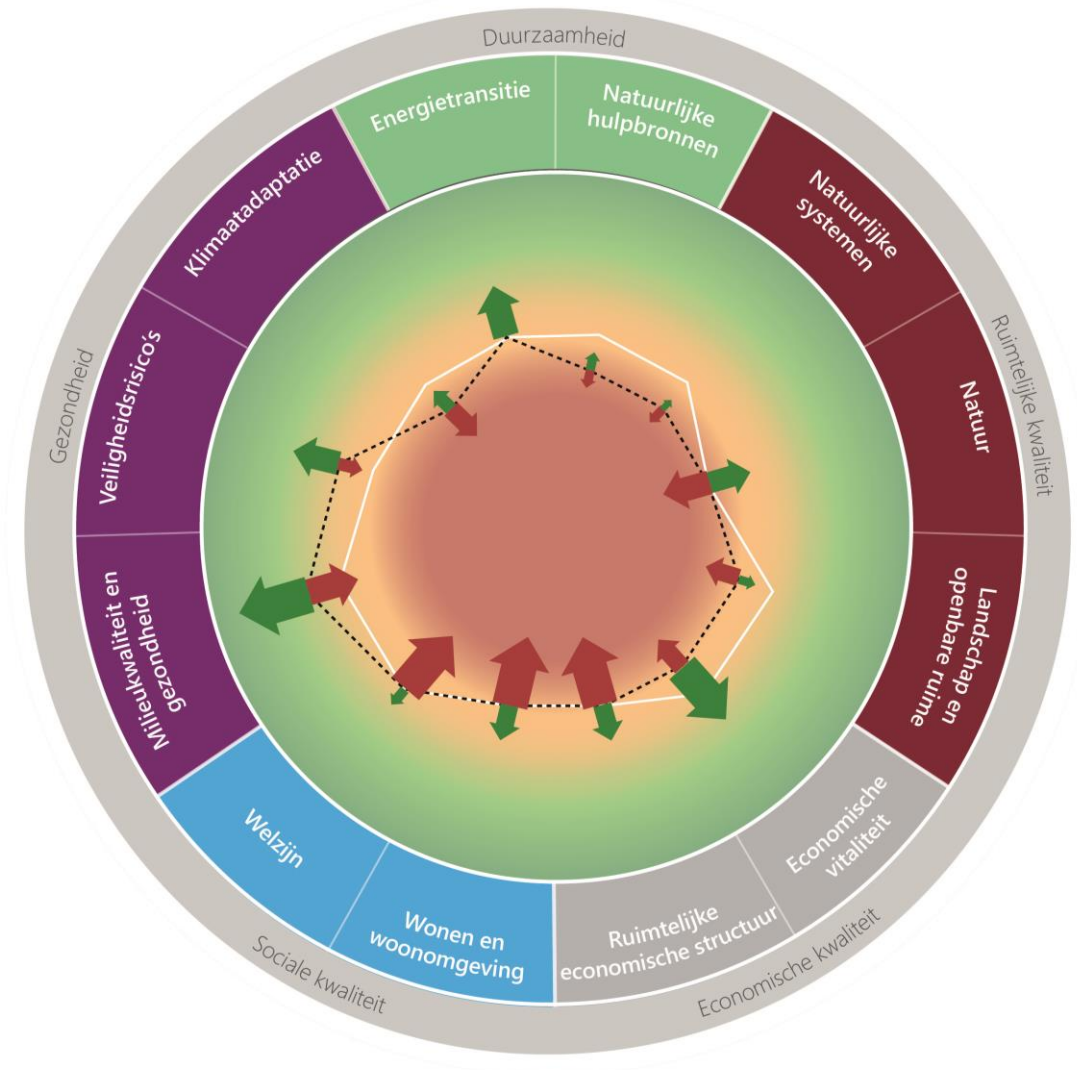 Duurzaamheid
Energietransitie
Natuurlijke
hulpbronnen
Natuurlijke
systemen
Natuur
Landschap en
openbare ruimte
Ruimtelijke kwaliteit
Economische
vitaliteit
Ruimtelijke
economische structuur
Economische kwaliteit
Wonen en
woonomgeving
Welzijn
Sociale kwaliteit
Milieukwaliteit en
gezondheid
Veiligheidsrisico's
Klimaatadaptatie
Gezondheid